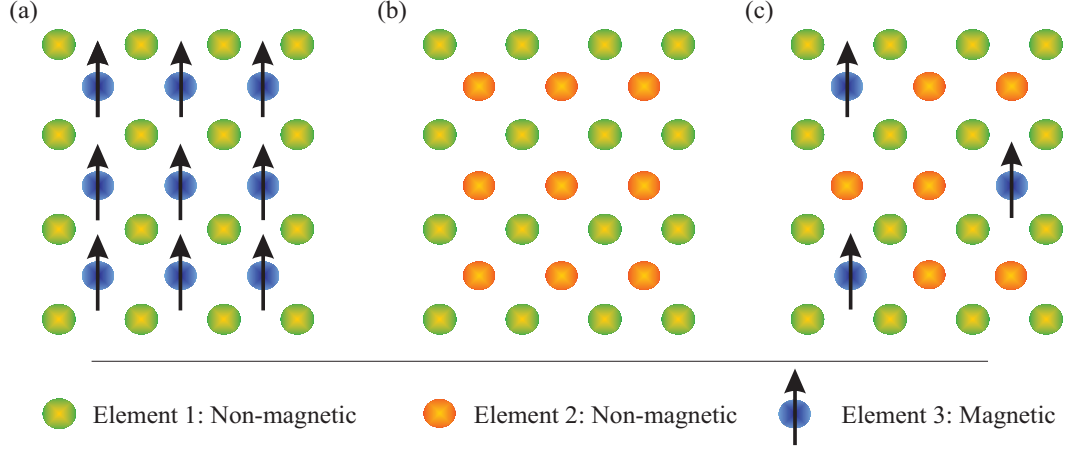 (a)
(b)
(c)
Element 1: Non-magnetic
Element 2: Non-magnetic
Element 3: Magnetic